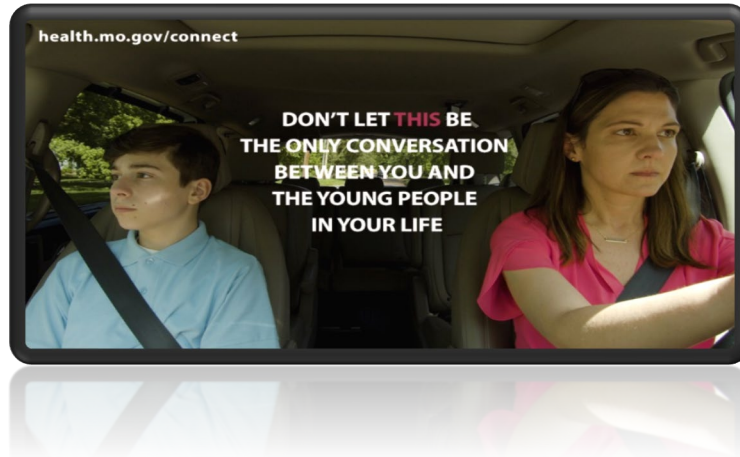 health.mo.gov/connect
DON'T LET THIS BE
THE ONLY CONVERSATION
BETWEEN YOU AND
THE YOUNG PEOPLE
IN YOUR LIFE